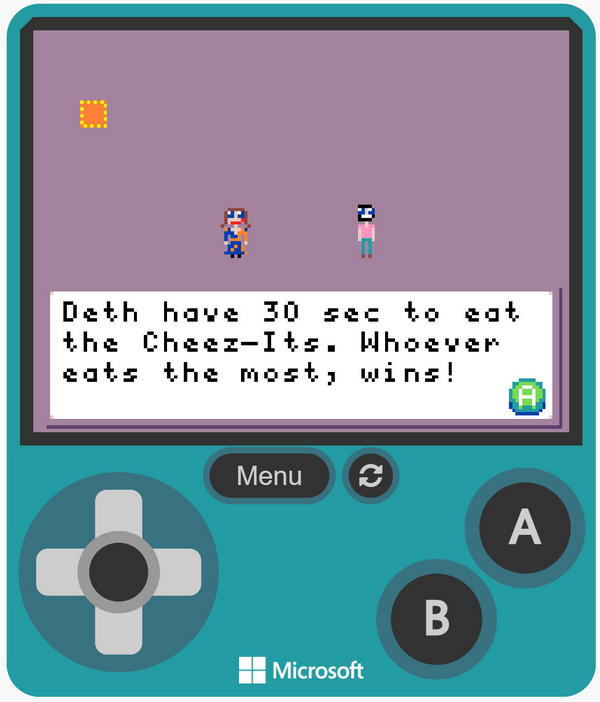 Deth have 30 sec to eat
the Cheez-Its. Whoever
eats the most, wins!
A
Menu
A
B
Microsoft